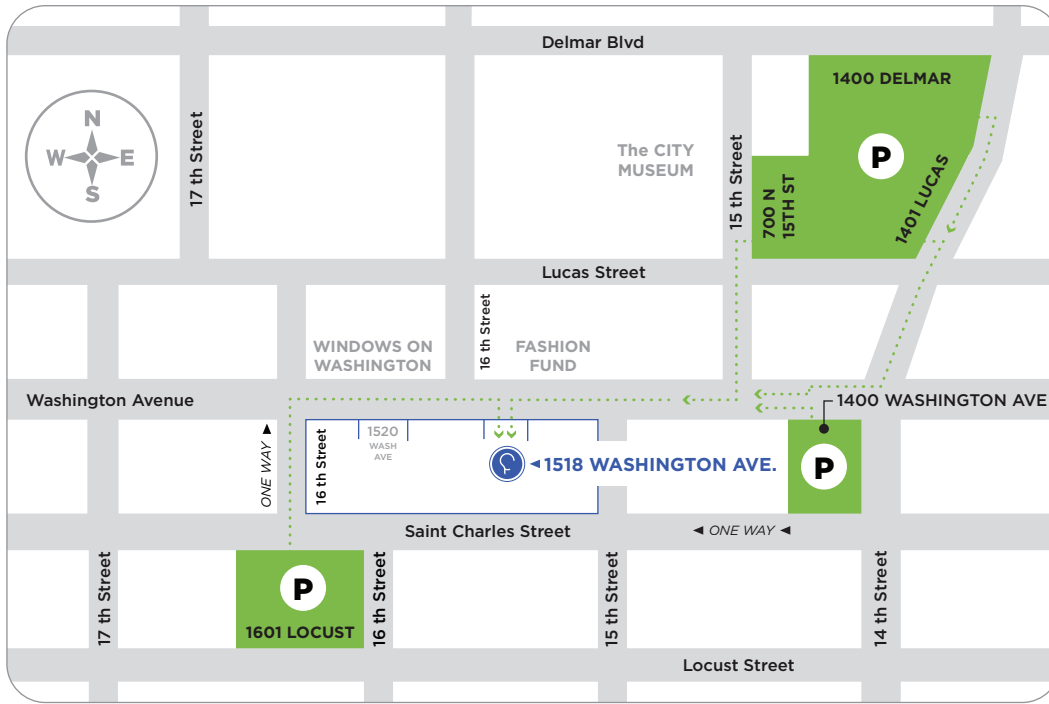 Delmar Blvd
1400 DELMAR
P
N
W E
S
17 th Street
The CITY
MUSEUM
15 th Street
700 N
15TH ST
1401 LUCAS
Lucas Street
16 th Street
WINDOWS ON
WASHINGTON
FASHION
FUND
Washington Avenue
1400 WASHINGTON AVE
ONE WAY
16 th Street
1520
WASH
AVE
1518 WASHINGTON AVE.
P
Saint Charles Street
ONE WAY
17 th Street
P
1601 LOCUST
16 th Street
15 th Street
14 th Street
Locust Street